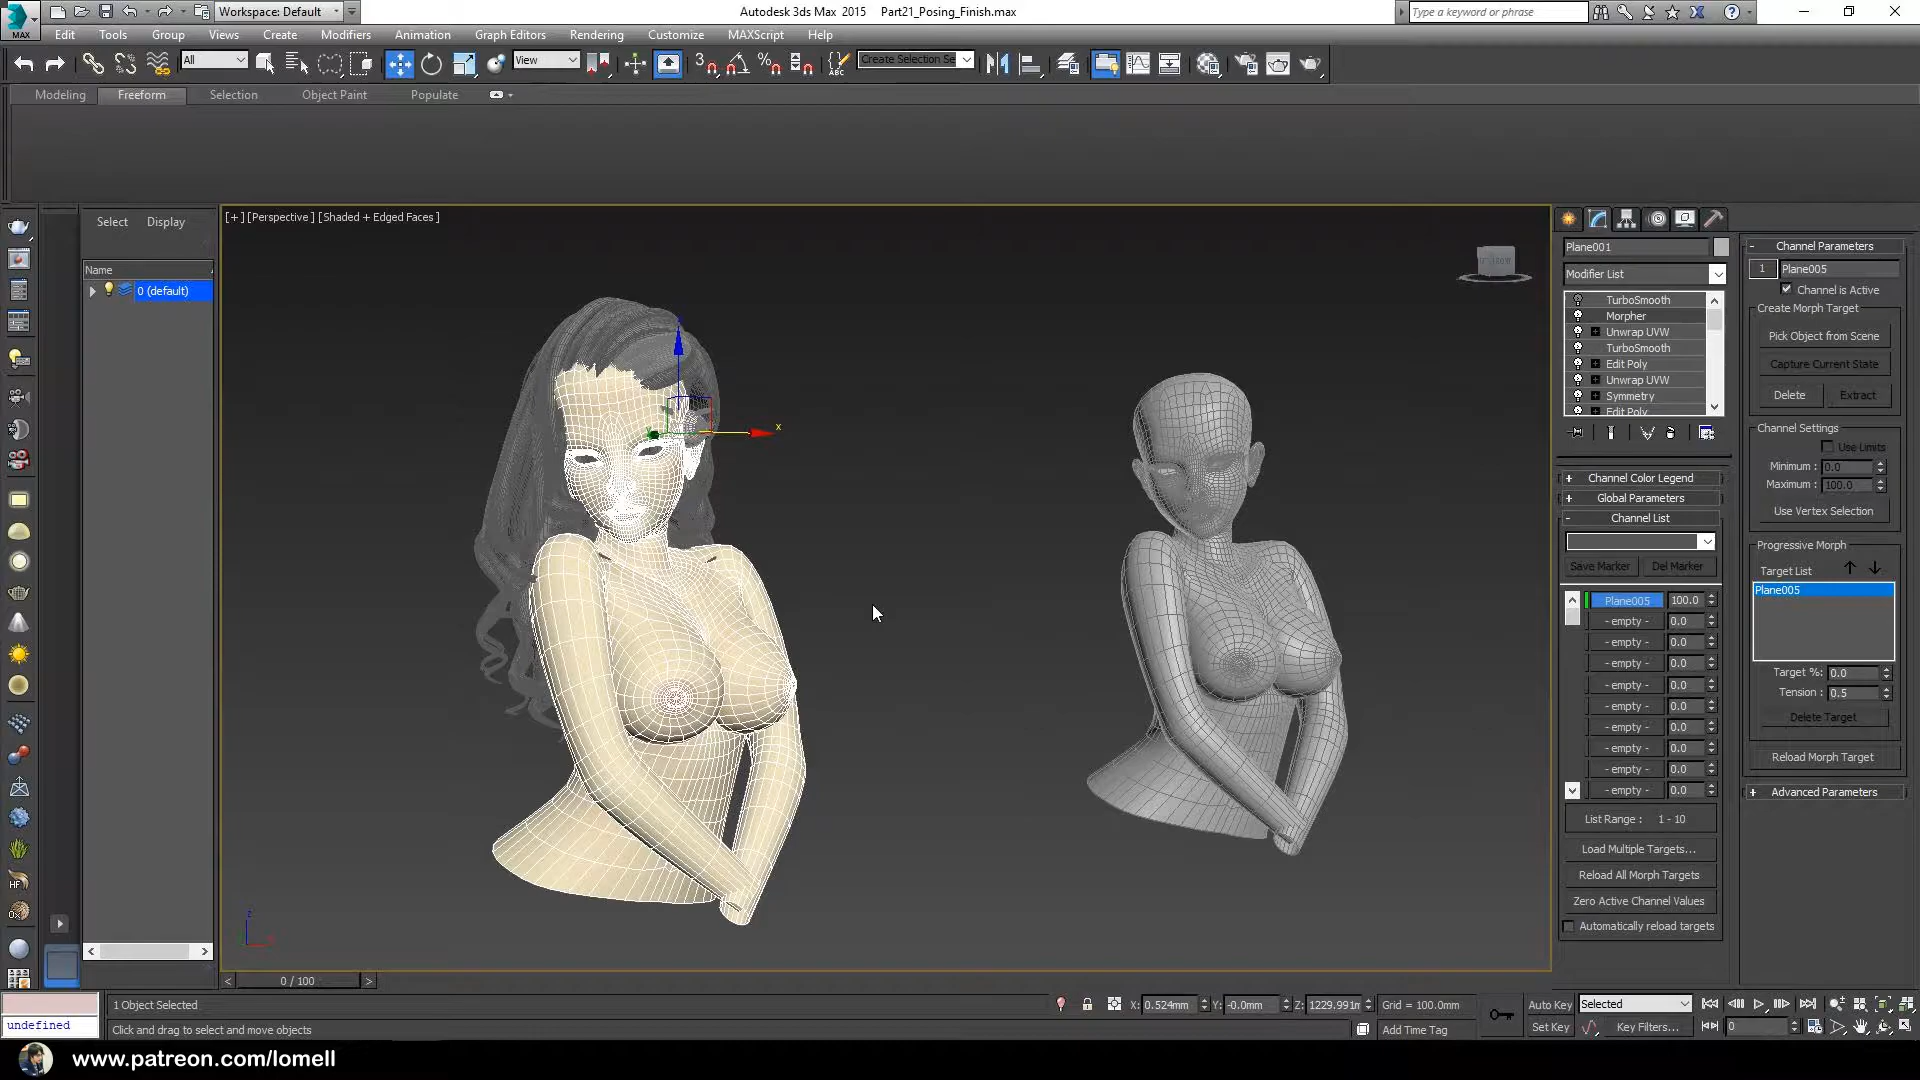 Workspace: Default
Autodesk 3ds Max 2015 Part21_Posing_Finish.max
Type a keyword or phrase
MAX
Edit Tools Group Views Create Modifiers Animation Graph Editors Rendering Customize MAXScript Help
All
View
3
ABC
Create Selection Se
Modeling Freeform Selection Object Paint Populate
Select Display
Name
0 (default)
[+] [Perspective ] [Shaded + Edged Faces ]
x
z
HF
0 / 100
Plane001
Modifier List
TurboSmooth
Morpher
Unwrap UVW
TurboSmooth
Edit Poly
Unwrap UVW
Symmetry
Edit Poly
+ Channel Color Legend
+ Global Parameters
- Channel List
Save Marker Del Marker
Plane005 100.0
- empty - 0.0
- empty - 0.0
- empty - 0.0
- empty - 0.0
- empty - 0.0
- empty - 0.0
- empty - 0.0
- empty - 0.0
- empty - 0.0
List Range : 1 - 10
Load Multiple Targets...
Reload All Morph Targets
Zero Active Channel Values
Automatically reload targets
- Channel Parameters
1 Plane005
Channel is Active
Create Morph Target
Pick Object from Scene
Capture Current State
Delete Extract
Channel Settings
Use Limits
Minimum : 0.0
Maximum : 100.0
Use Vertex Selection
Progressive Morph
Target List
Plane005
Target %: 0.0
Tension : 0.5
Delete Target
Reload Morph Target
+ Advanced Parameters
1 Object Selected
X: 0.524mm Y: -0.0mm Z: 1229.991m Grid = 100.0mm
Auto Key Selected
undefined
Click and drag to select and move objects
Add Time Tag
Set Key Key Filters... 0
www.patreon.com/lomell